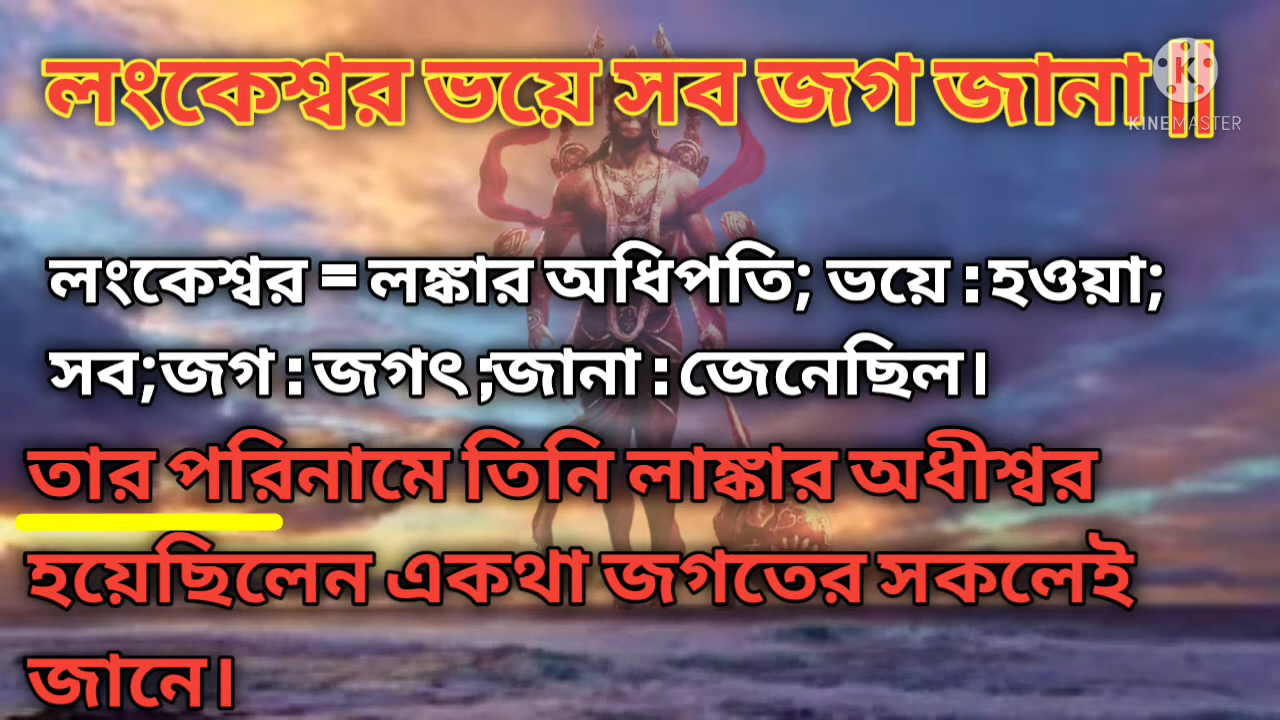 লংকেশ্বর ভয়ে সব জগ জানা॥
KINEMASTER
লংকেশ্বর = লঙ্কার অধিপতি; ভয়ে : হওয়া;
সব;জগ : জগৎ ;জানা : জেনেছিল।
তার পরিনামে তিনি লাঙ্কার অধীশ্বর
হয়েছিলেন একথা জগতের সকলেই
জানে।